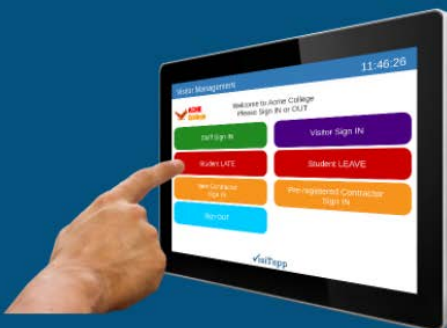 Visitor Management
11:46:26
ACME
Welcome to Acme College
Please Sign IN or OUT
Staff Sign IN
Visitor Sign IN
Student LATE
Student LEAVE
New Contractor
Sign IN
Pre-registered Contractor
Sign IN
Sign OUT
VisiTapp